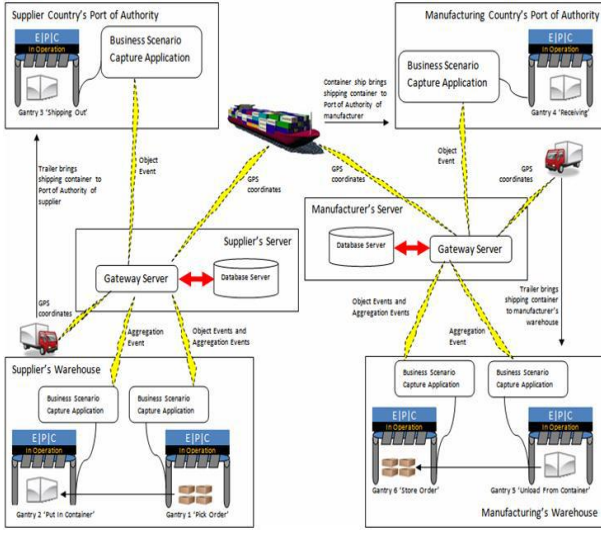 Supplier Country's Port of Authority
E|P|C
In Operation
Business Scenario
Capture Application
Gantry 3 'Shipping Out'
Manufacturing Country's Port of Authority
Business Scenario
Capture Application
E|P|C
In Operation
Gantry 4 'Receiving'
Container ship brings
shipping container to
Port of Authority of
manufacturer
Trailer brings
shipping container to
Port of Authority of
supplier
Object
Event
GPS
coordinates
GPS
coordinates
Object
Event
GPS
coordinates
Supplier's Server
Gateway Server
Database Server
Manufacturer's Server
Database Server
Gateway Server
GPS
coordinates
Aggregation
Event
Object Events and
Aggregation Events
Object Events and
Aggregation Events
Aggregation
Event
Trailer brings
shipping container
to manufacturer's
warehouse
Supplier's Warehouse
Business Scenario
Capture Application
Business Scenario
Capture Application
E|P|C
In Operation
E|P|C
In Operation
Gantry 2 'Put In Container'
Gantry 1 'Pick Order'
Business Scenario
Capture Application
Business Scenario
Capture Application
E|P|C
In Operation
E|P|C
In Operation
Gantry 6 'Store Order'
Gantry 5 'Unload From Container'
Manufacturing's Warehouse